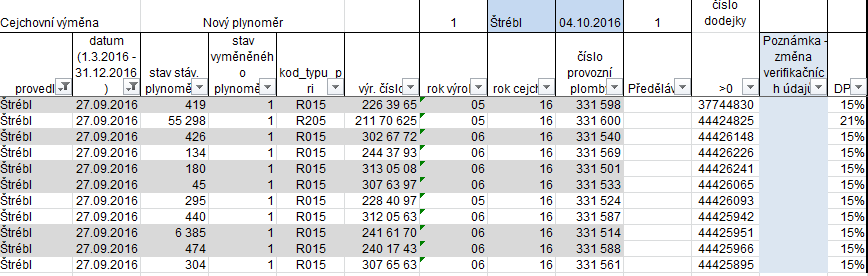 číslo
Cejchovní výměna Nový plynoměr 1 Štrébl 04.10.2016 1 dodejky
datum (1.3.2016 - 31.12.2016 )
stav vyměněnéh o plynomě
číslo provozní plomby
Poznámka - změna verifikačníc h údajů
provedl stav stáv. plynomě kod_typu_p ri výr. číslo rok výrol rok cejch Předěláv >0 DP
Štrébl 27.09.2016 419 1 R015 226 39 65 05 16 331 598 37744830 15%
Štrébl 27.09.2016 55 298 1 R205 211 70 625 05 16 331 600 44424825 21%
Štrébl 27.09.2016 426 1 R015 302 67 72 06 16 331 540 44426148 15%
Štrébl 27.09.2016 134 1 R015 244 37 93 06 16 331 569 44426226 15%
Štrébl 27.09.2016 180 1 R015 313 05 08 06 16 331 501 44426241 15%
Štrébl 27.09.2016 45 1 R015 307 63 97 06 16 331 533 44426065 15%
Štrébl 27.09.2016 295 1 R015 228 40 97 05 16 331 524 44426093 15%
Štrébl 27.09.2016 440 1 R015 312 05 63 06 16 331 587 44425942 15%
Štrébl 27.09.2016 6 385 1 R015 241 61 70 06 16 331 514 44425951 15%
Štrébl 27.09.2016 474 1 R015 240 17 43 06 16 331 588 44425966 15%
Štrébl 27.09.2016 304 1 R015 307 65 63 06 16 331 561 44425895 15%